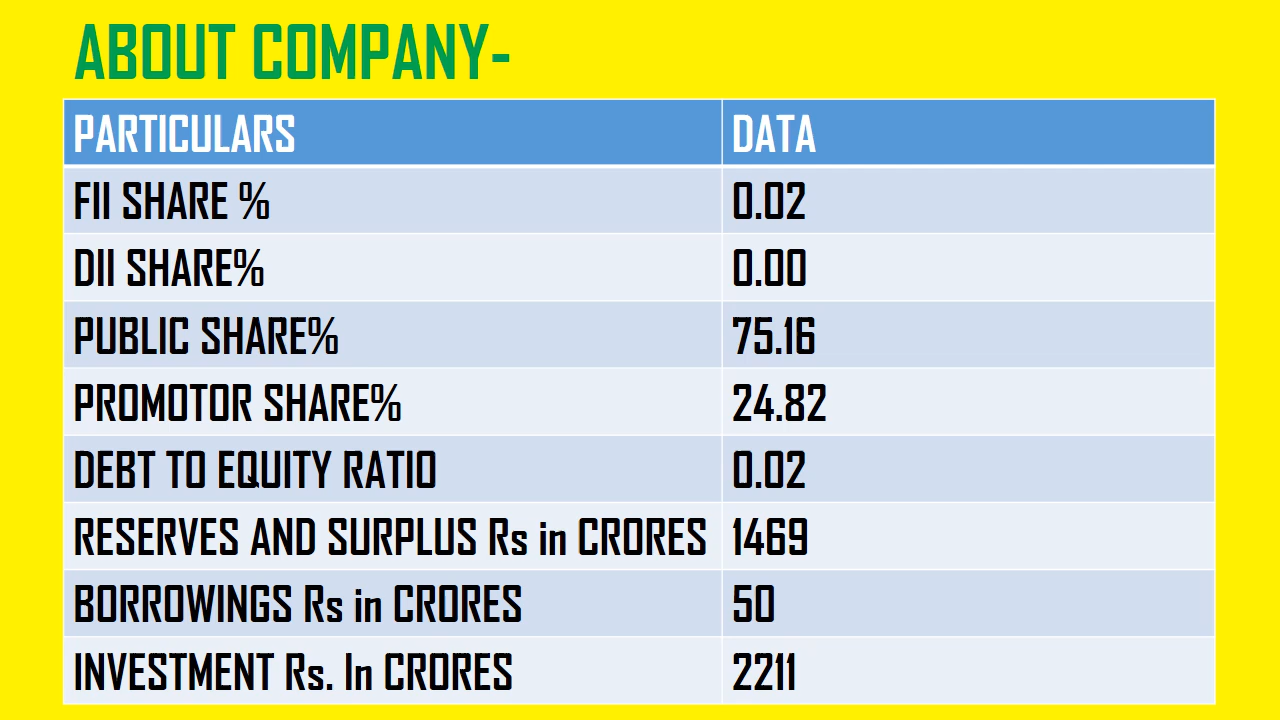 ABOUT COMPANY-
PARTICULARS DATA
FII SHARE % 0.02
DII SHARE% 0.00
PUBLIC SHARE% 75.16
PROMOTOR SHARE% 24.82
DEBT TO EQUITY RATIO 0.02
RESERVES AND SURPLUS Rs in CRORES 1469
BORROWINGS Rs in CRORES 50
INVESTMENT Rs. In CRORES 2211